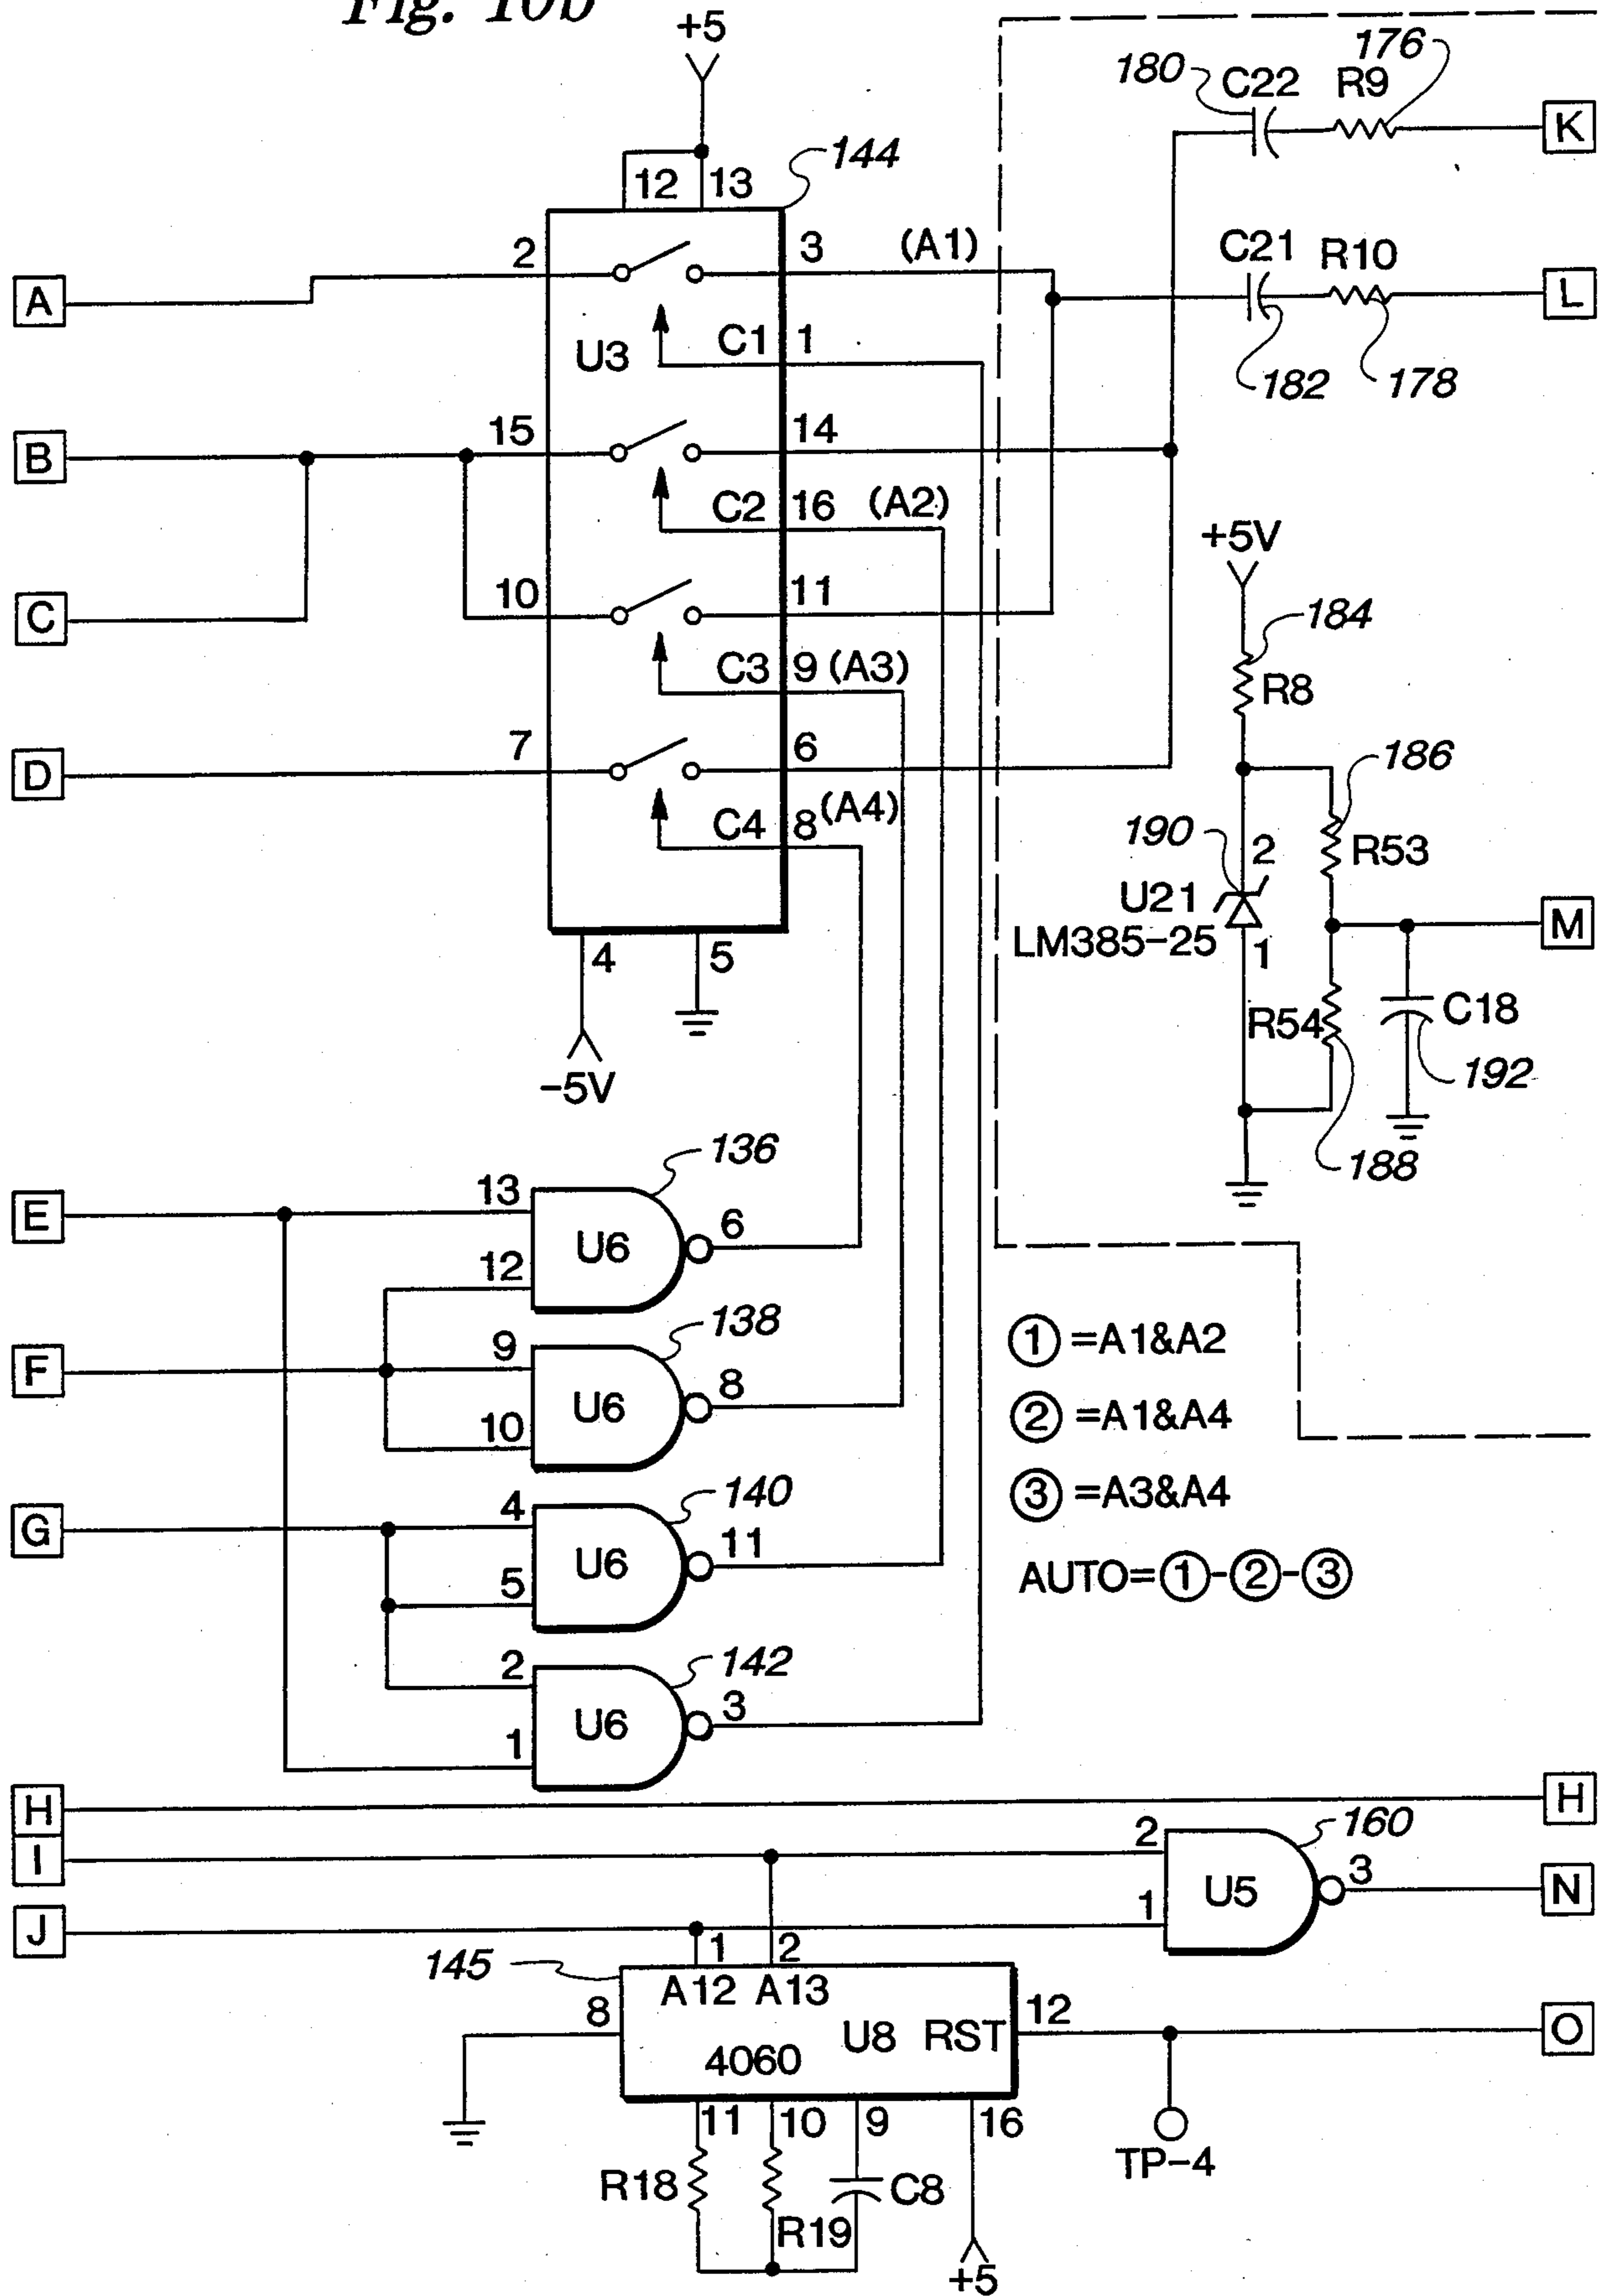 Fig. 10b
+5
180 C22 R9 176
K
12 13 144
A 2 3 (A1) C21 R10 L
U3 C1 1
182 178
B 15 14
C2 16 (A2)
+5V
C 10 11
184
C3 9 (A3)
R8
D 7 6
186
C4 8 (A4)
190 2 R53
U21
LM385-25 1
M
4 5
R54 C18
192
-5V
188
136
E 13 U6 6
12
138
F 9 U6 8
10
1 =A1&A2
2 =A1&A4
3 =A3&A4
140
G 4 U6 11
5
AUTO=1-2-3
142
2 U6 3
1
H H
I 2 160
U5 3 N
J 1
145 1 2
A12 A13
8 U8 RST 12 O
4060
11 10 9 16
TP-4
R18 R19 C8
+5